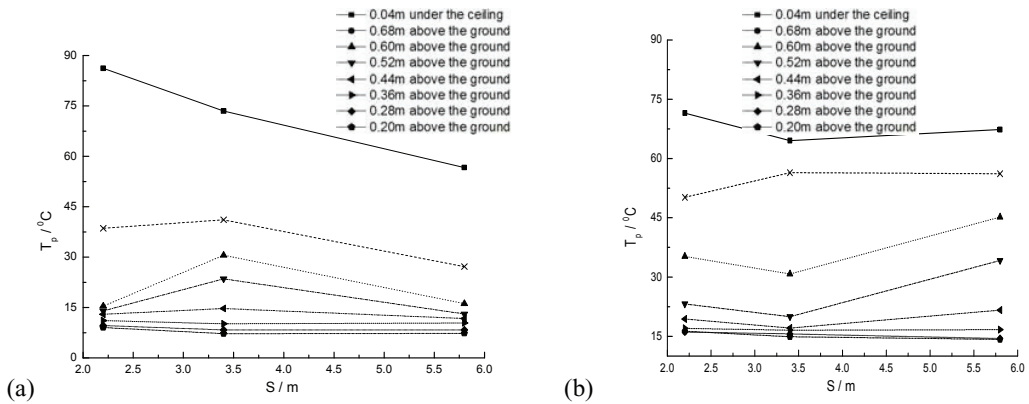 0.04m under the ceiling
0.68m above the ground
0.60m above the ground
0.52m above the ground
0.44m above the ground
0.36m above the ground
0.28m above the ground
0.20m above the ground
90
75
60
45
30
15
0
Tp / 0C
2.0 2.5 3.0 3.5 4.0 4.5 5.0 5.5 6.0
S / m
(a)
0.04m under the ceiling
0.68m above the ground
0.60m above the ground
0.52m above the ground
0.44m above the ground
0.36m above the ground
0.28m above the ground
0.20m above the ground
90
75
60
45
30
15
Tp / 0C
2.0 2.5 3.0 3.5 4.0 4.5 5.0 5.5 6.0
S / m
(b)